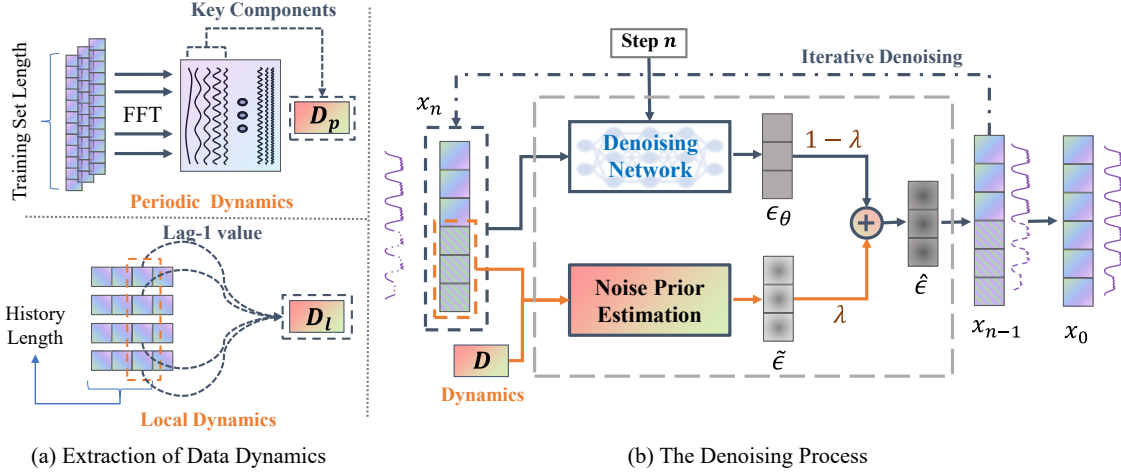 Key Components
Training Set Length
FFT
D_p
Periodic Dynamics
Lag-1 value
History
Length
D_l
Local Dynamics
(a) Extraction of Data Dynamics
Step n
Iterative Denoising
x_n
Denoising
Network
1 − λ
ϵ_θ
+
Noise Prior
Estimation
λ
ϵ̂
ϵ̃
x_{n−1}
x_0
D
Dynamics
(b) The Denoising Process